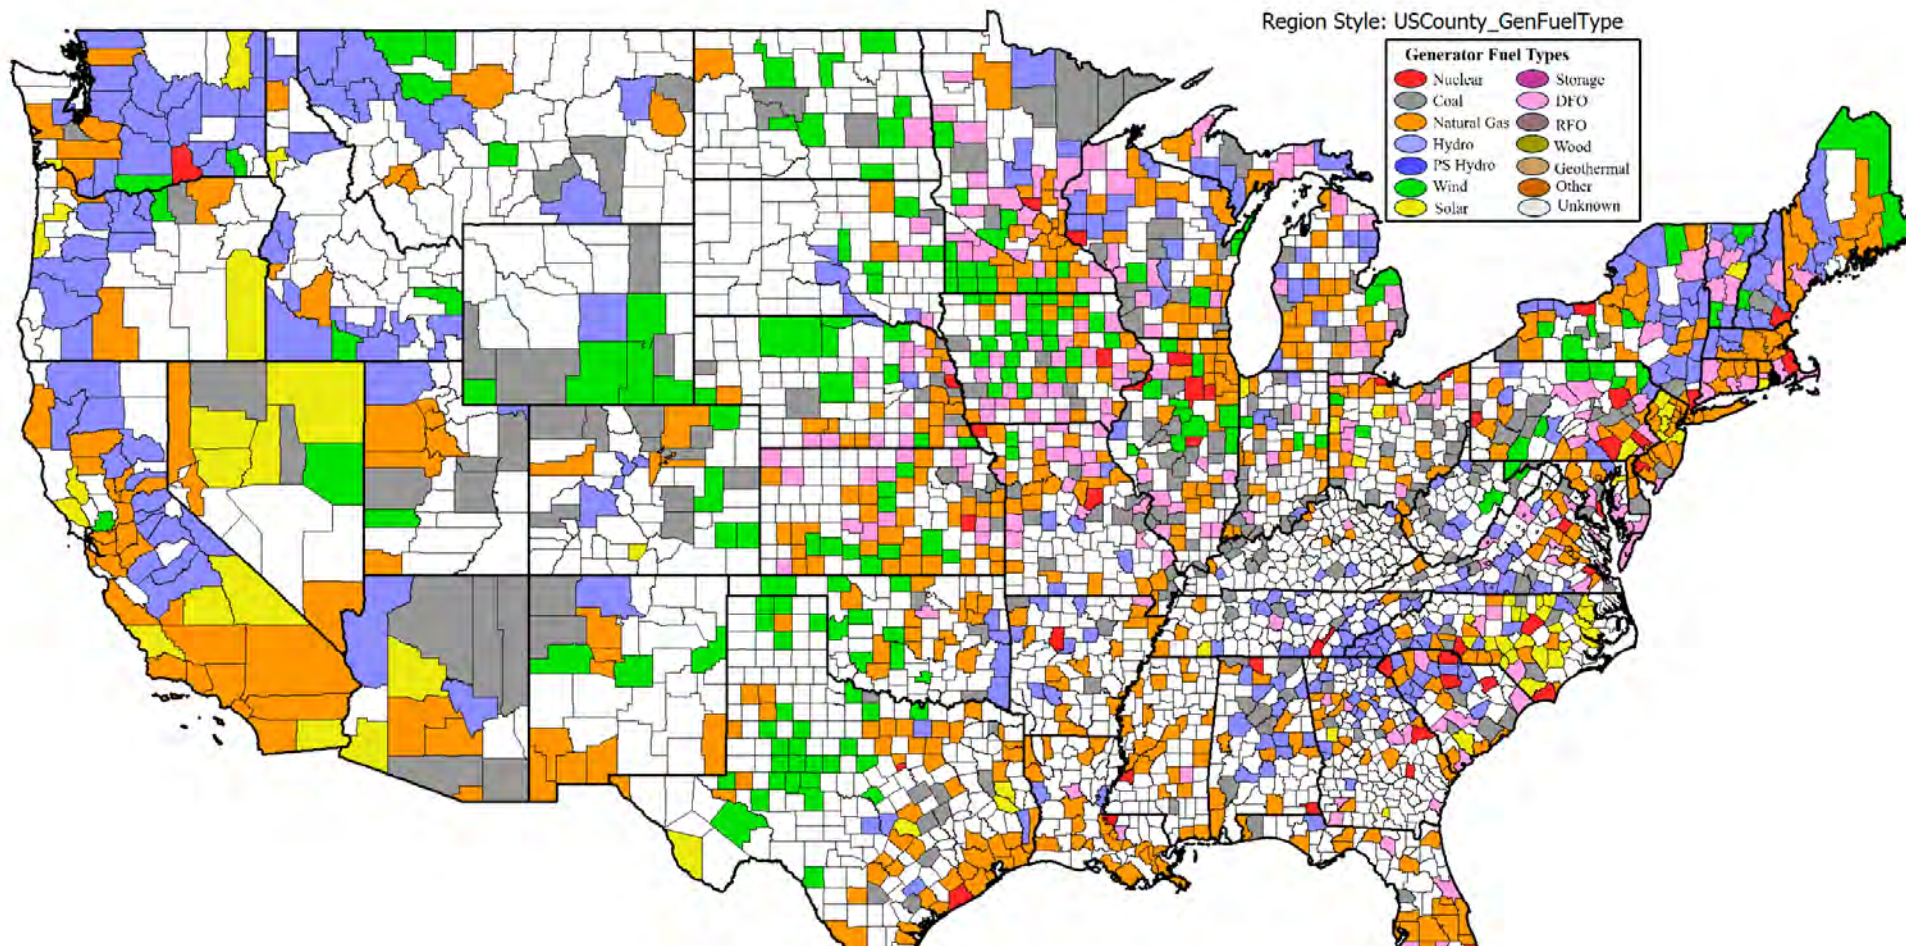 Region Style: USCounty_GenFuelType
Generator Fuel Types
Nuclear
Coal
Natural Gas
Hydro
PS Hydro
Wind
Solar
Storage
DFO
RFO
Wood
Geothermal
Other
Unknown